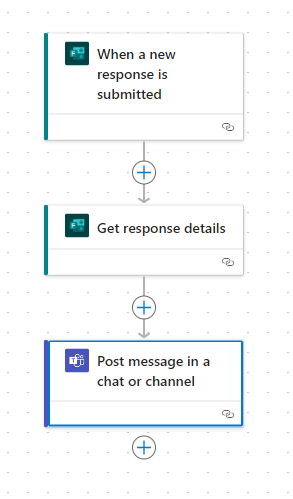 When a new
response is
submitted
Get response details
Post message in a
chat or channel